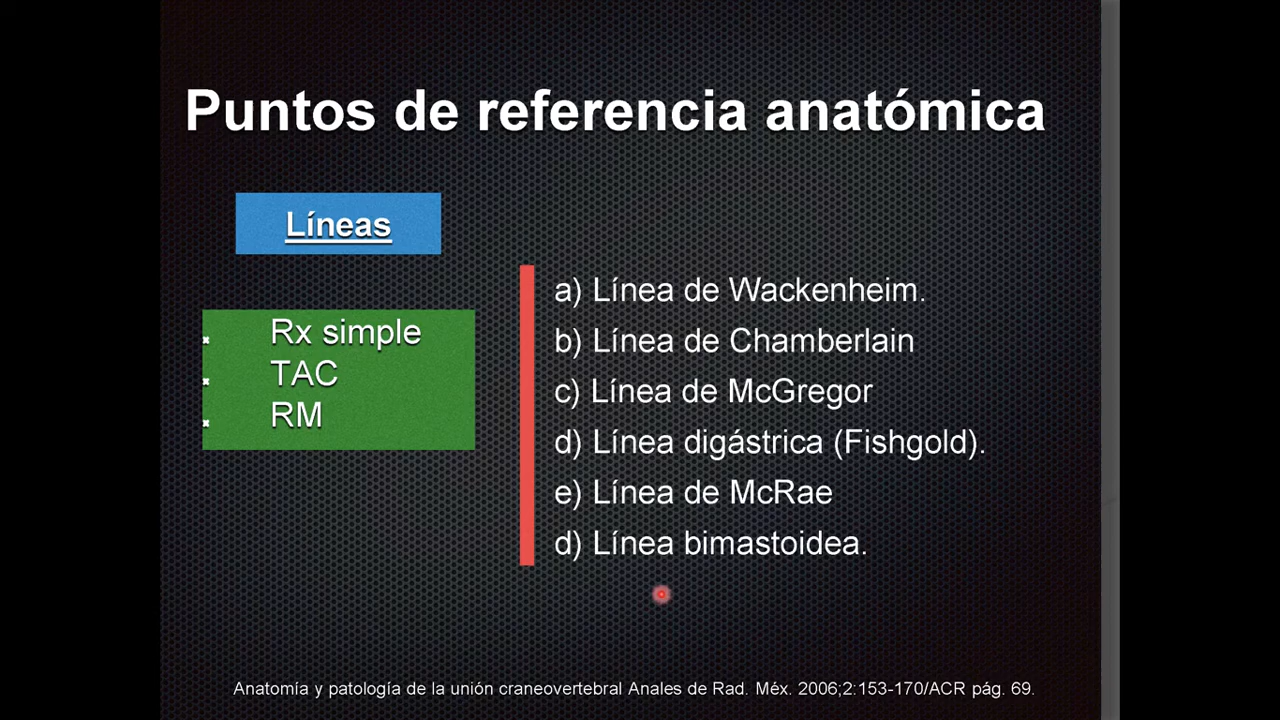 Puntos de referencia anatómica
Líneas
Rx simple
TAC
RM
a) Línea de Wackenheim.
b) Línea de Chamberlain
c) Línea de McGregor
d) Línea digástrica (Fishgold).
e) Línea de McRae
d) Línea bimastoidea.
Anatomía y patología de la unión craneovertebral Anales de Rad. Méx. 2006;2:153-170/ACR pág. 69.